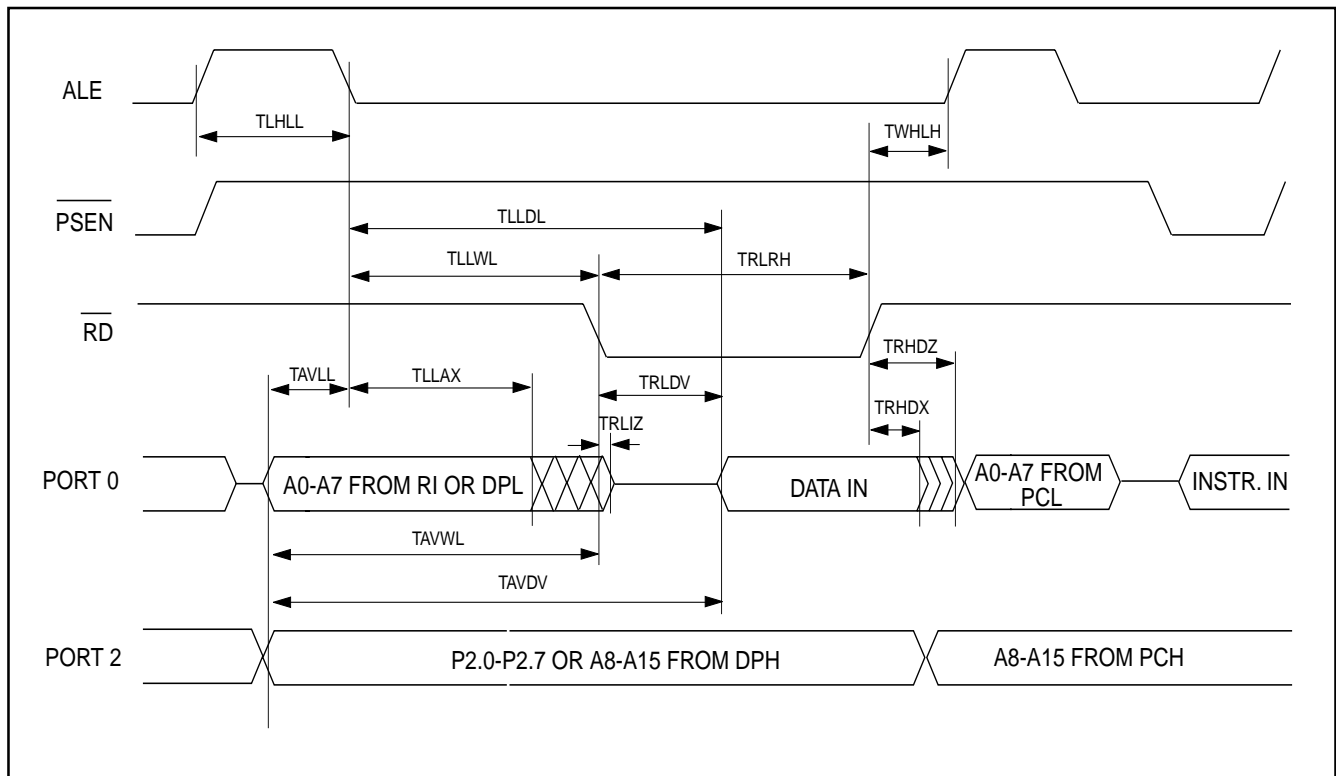 ALE
TLHLL
TWHLH
PSEN
TLLDL
TLLWL
TRLRH
RD
TRHDZ
TAVLL
TLLAX
TRLDV
TRHDX
TRLIZ
PORT 0
A0-A7 FROM RI OR DPL
DATA IN
A0-A7 FROM
PCL
INSTR. IN
TAVWL
TAVDV
PORT 2
P2.0-P2.7 OR A8-A15 FROM DPH
A8-A15 FROM PCH